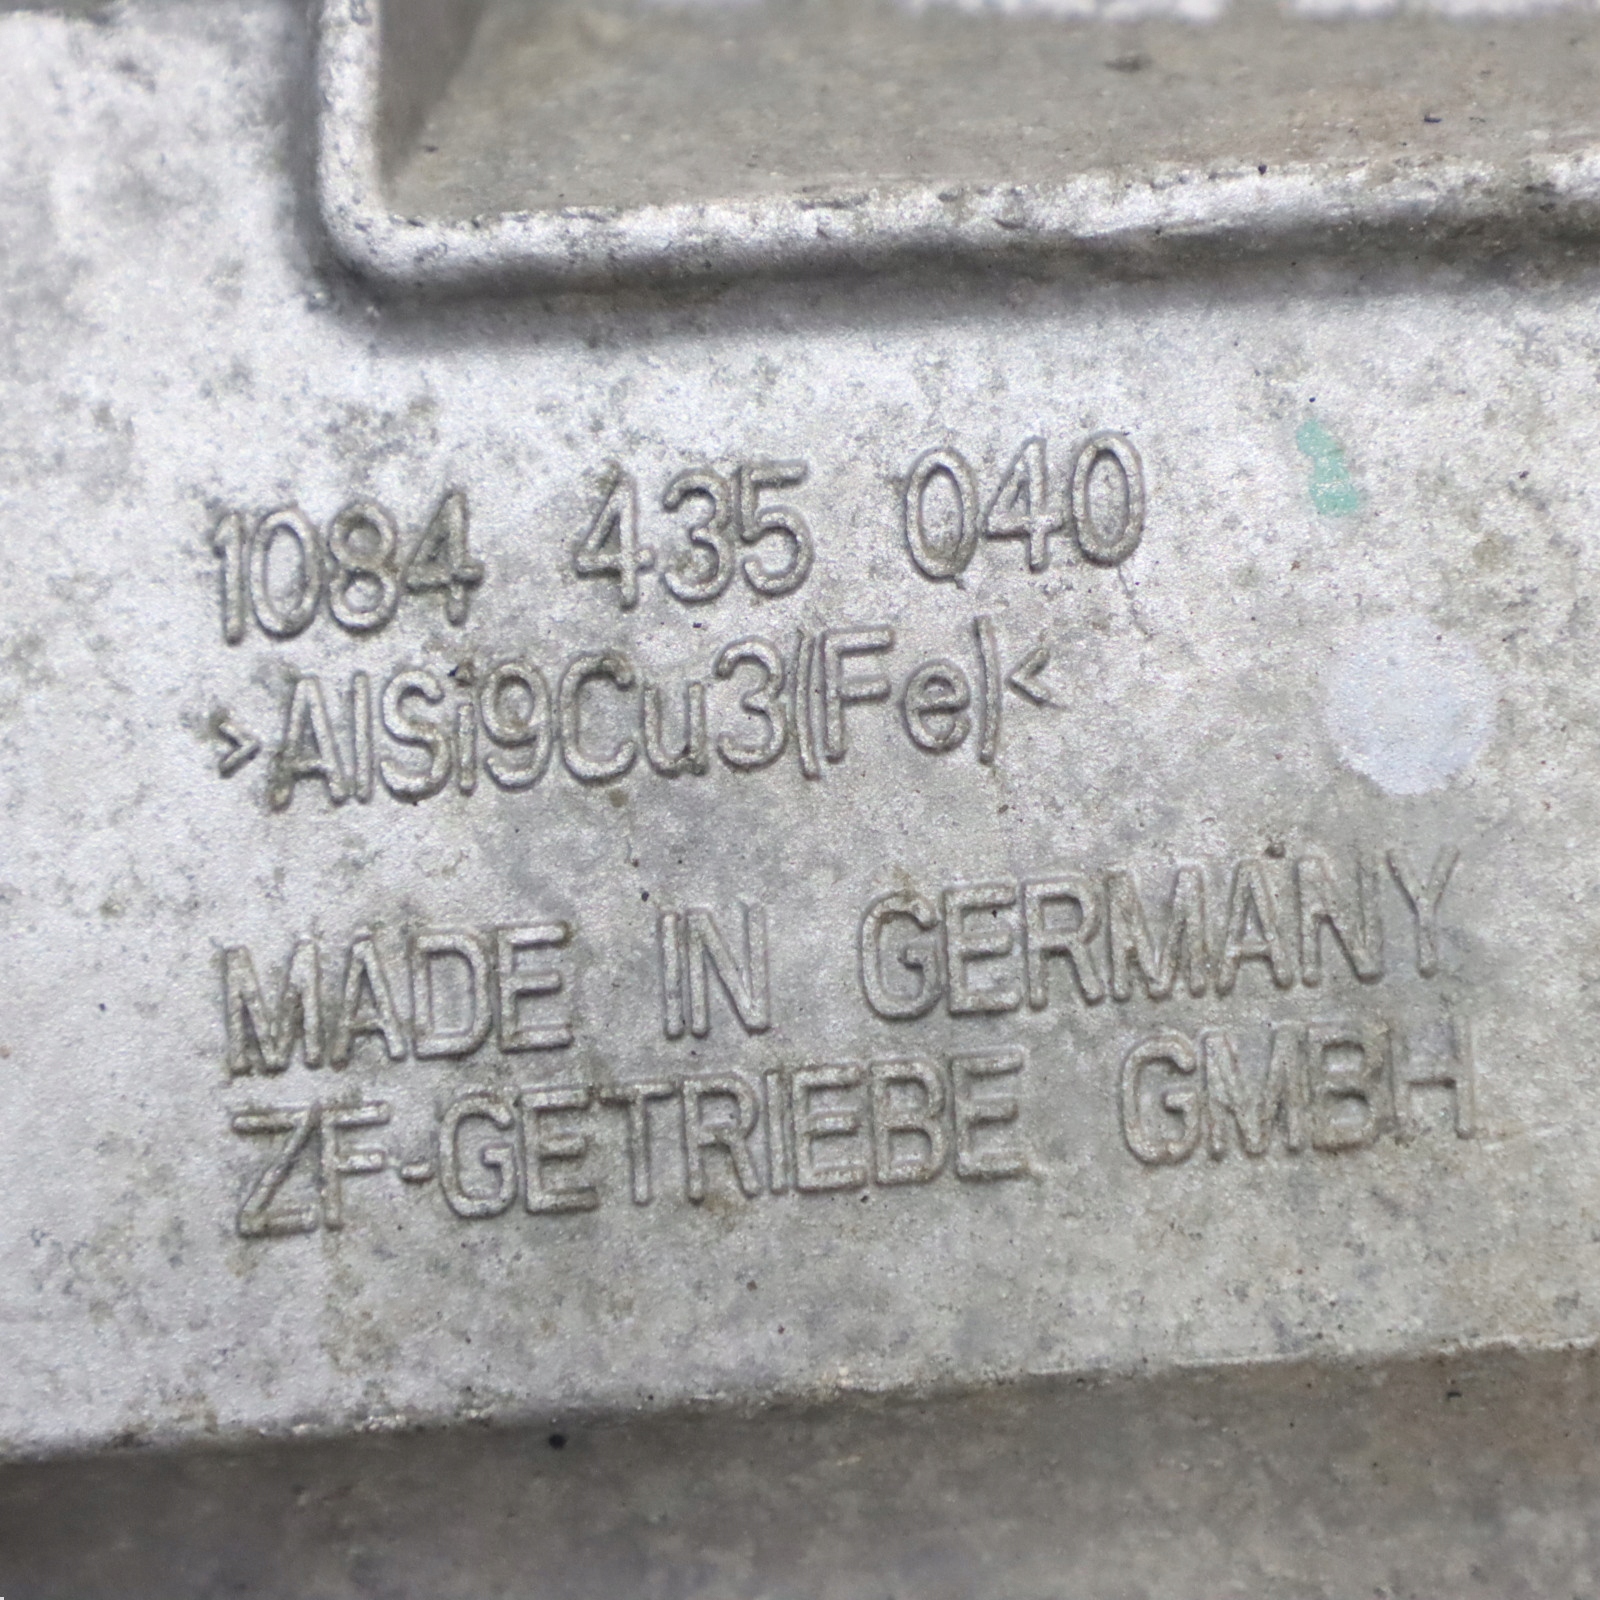 1084 435 040
>AlSi9Cu3(Fe)<
MADE IN GERMANY
ZF-GETRIEBE GMBH